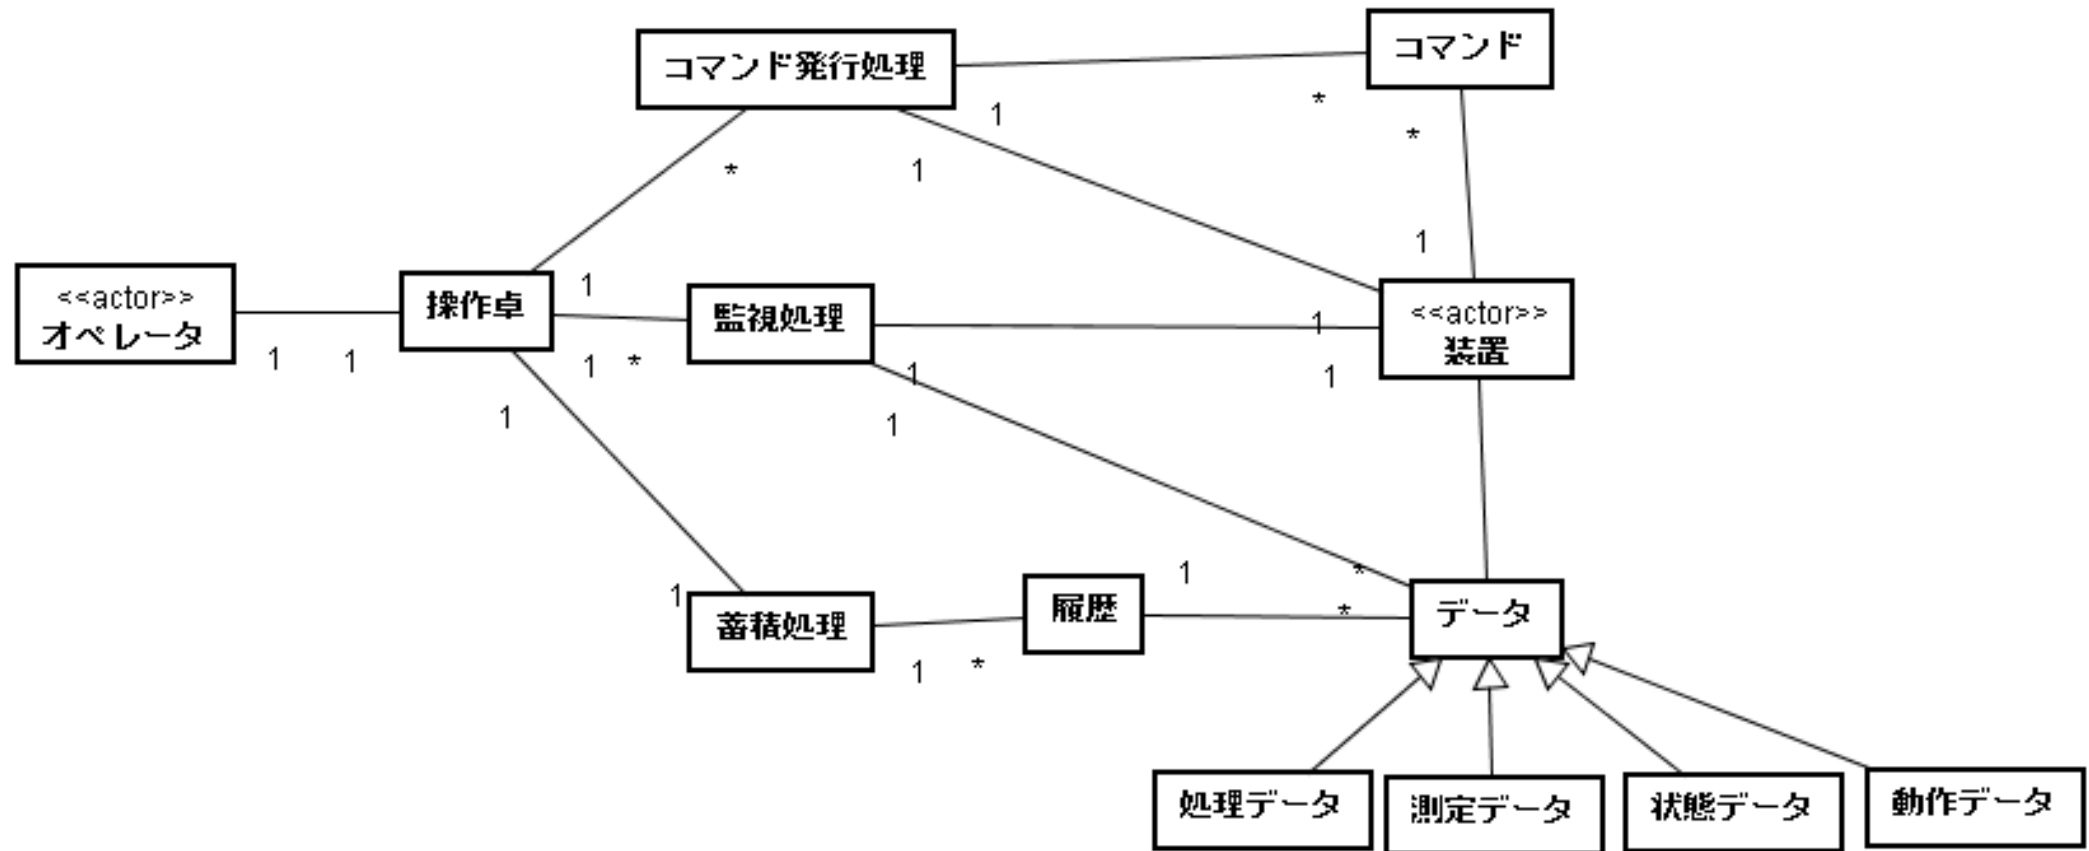 コマンド発行処理
コマンド
1
*
*
*
1
1
<<actor>>
オペレータ
操作卓
1
監視処理
1
<<actor>>
装置
1
1
1
*
1
1
1
1
1
蓄積処理
履歴
1
*
*
データ
1
*
処理データ
測定データ
状態データ
動作データ